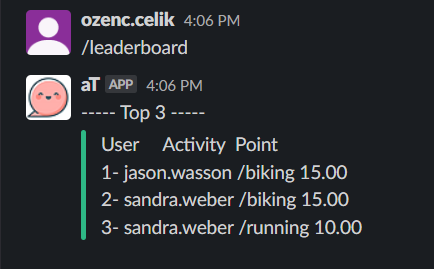 ozenc.celik 4:06 PM
/leaderboard
aT APP 4:06 PM
----- Top 3 -----
User Activity Point
1- jason.wasson /biking 15.00
2- sandra.weber /biking 15.00
3- sandra.weber /running 10.00